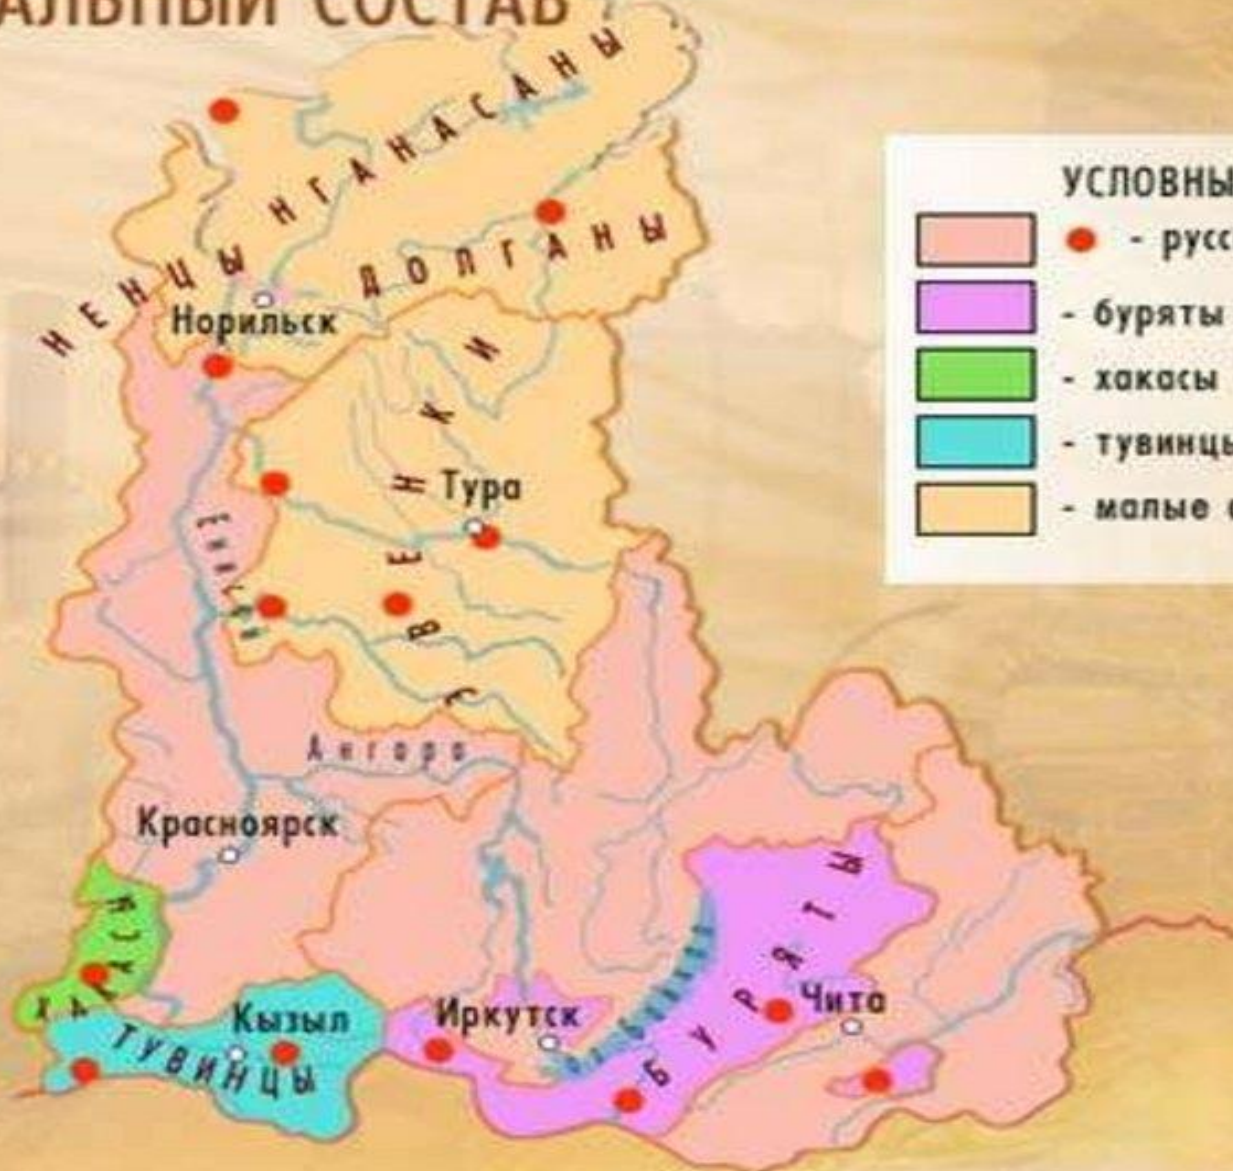 АЛЬНЫЙ СОСТАВ
НГАНАСАНЫ
НЕНЦЫ
ДОЛГАНЫ
Норильск
ЭВЕНКИ
Тура
Енисей
Ангара
Красноярск
ХАКАСЫ
Кызыл
ТУВИНЦЫ
Иркутск
Байкал
БУРЯТЫ
Чита
УСЛОВНЫ
- русс
- буряты
- хакасы
- тувинцы
- малые